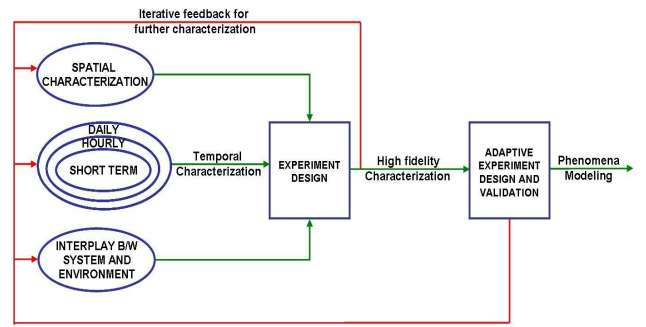 Iterative feedback for
further characterization
SPATIAL
CHARACTERIZATION
DAILY
HOURLY
SHORT TERM
Temporal
Characterization
EXPERIMENT
DESIGN
High fidelity
Characterization
ADAPTIVE
EXPERIMENT
DESIGN AND
VALIDATION
Phenomena
Modeling
INTERPLAY B/W
SYSTEM AND
ENVIRONMENT